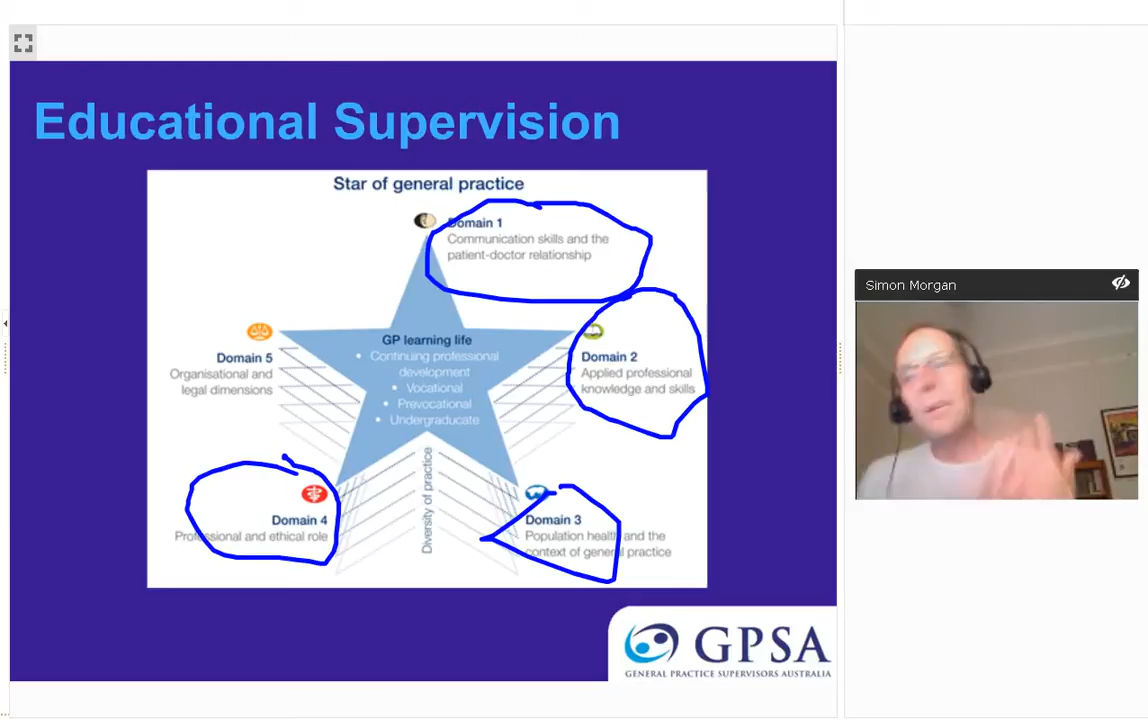 Educational Supervision
Star of general practice
Domain 1
Communication skills and the
patient-doctor relationship
Domain 2
Applied professional
knowledge and skills
Domain 5
Organisational and
legal dimensions
GP learning life
• Continuing professional
development
• Vocational
• Prevocational
• Undergraduate
Diversity of practice
Domain 4
Professional and ethical role
Domain 3
Population health and the
context of general practice
GPSA
GENERAL PRACTICE SUPERVISORS AUSTRALIA
Simon Morgan